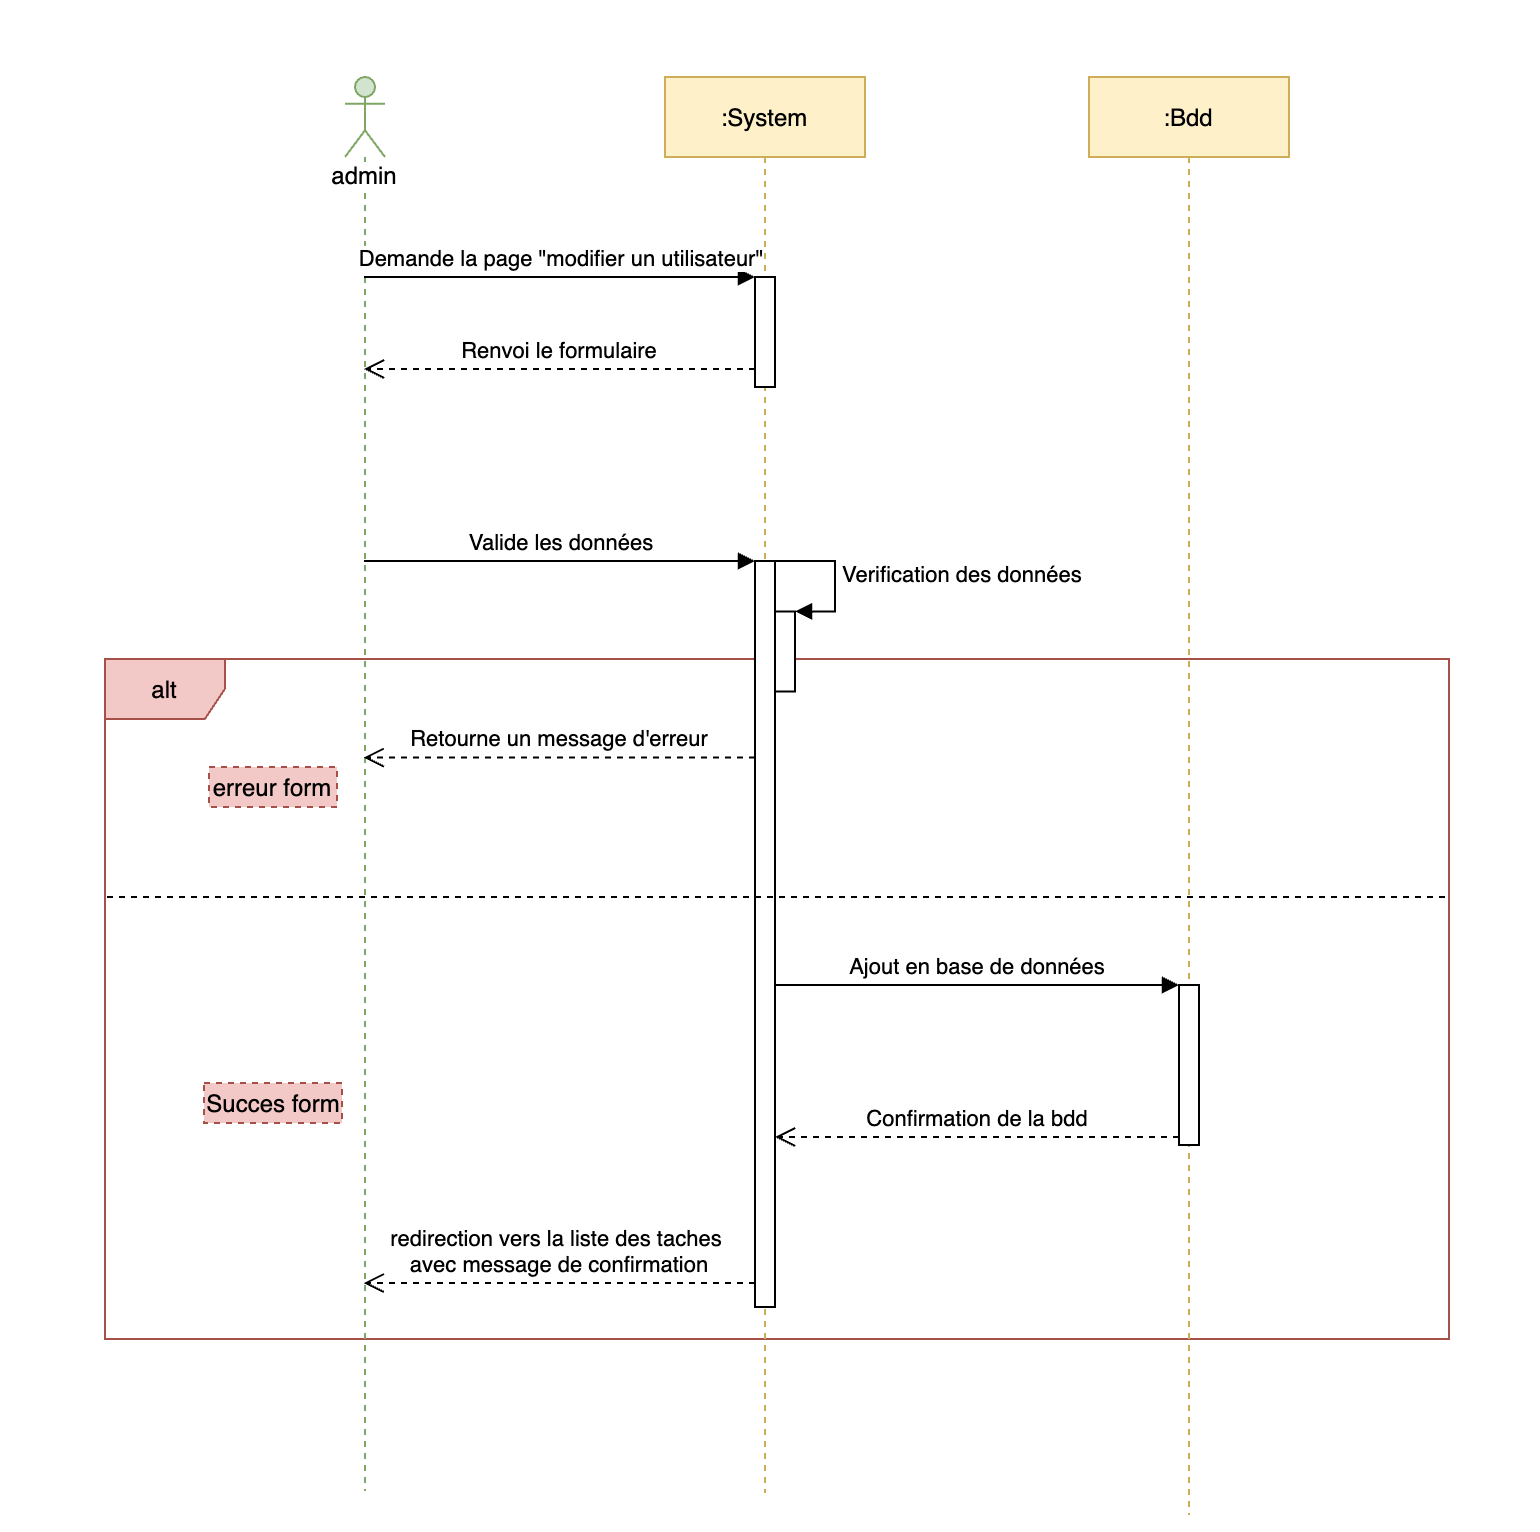 admin
:System
:Bdd
Demande la page "modifier un utilisateur"
Renvoi le formulaire
Valide les données
Verification des données
alt
Retourne un message d'erreur
erreur form
Ajout en base de données
Succes form
Confirmation de la bdd
redirection vers la liste des taches
avec message de confirmation